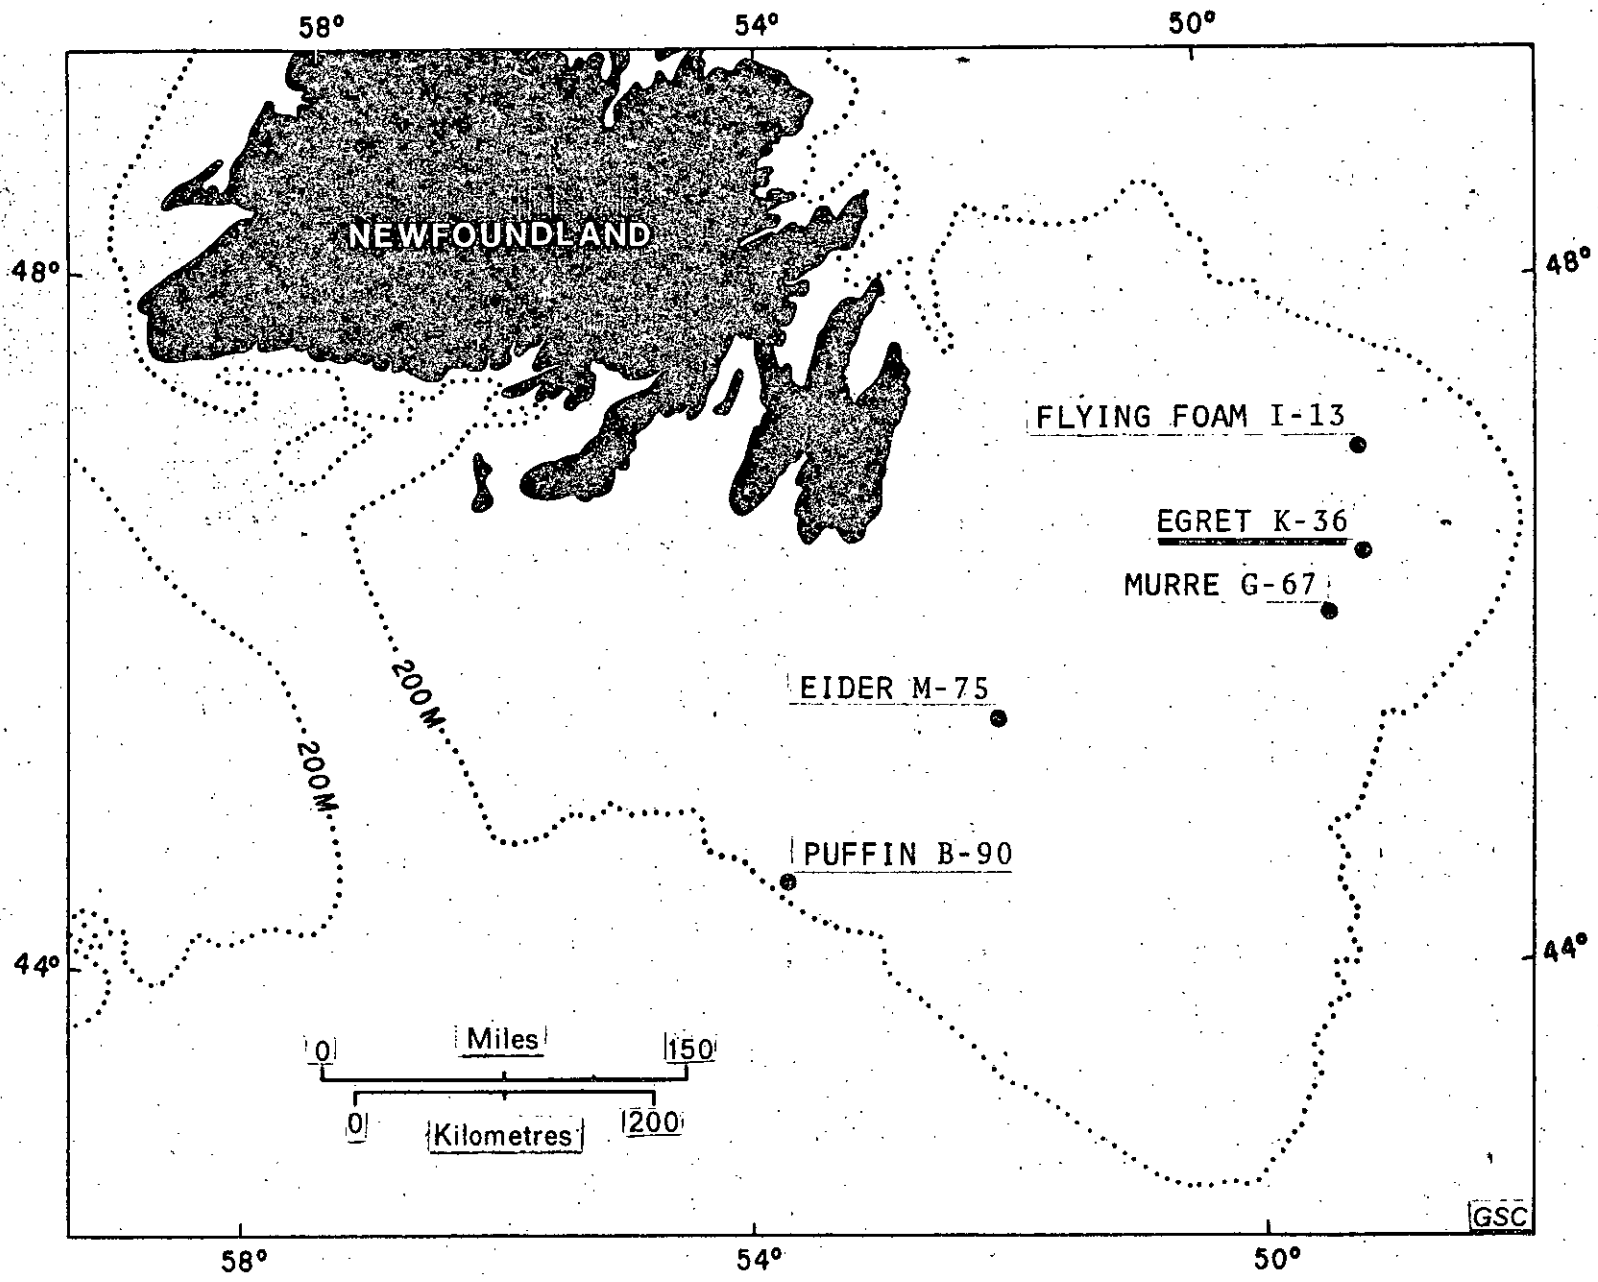 58° 54° 50°
NEWFOUNDLAND
48° 48°
FLYING FOAM I-13
EGRET K-36
MURRE G-67
200M
EIDER M-75
200M
PUFFIN B-90
44° 44°
Miles
0 150
0 200
Kilometres
GSC
58° 54° 50°